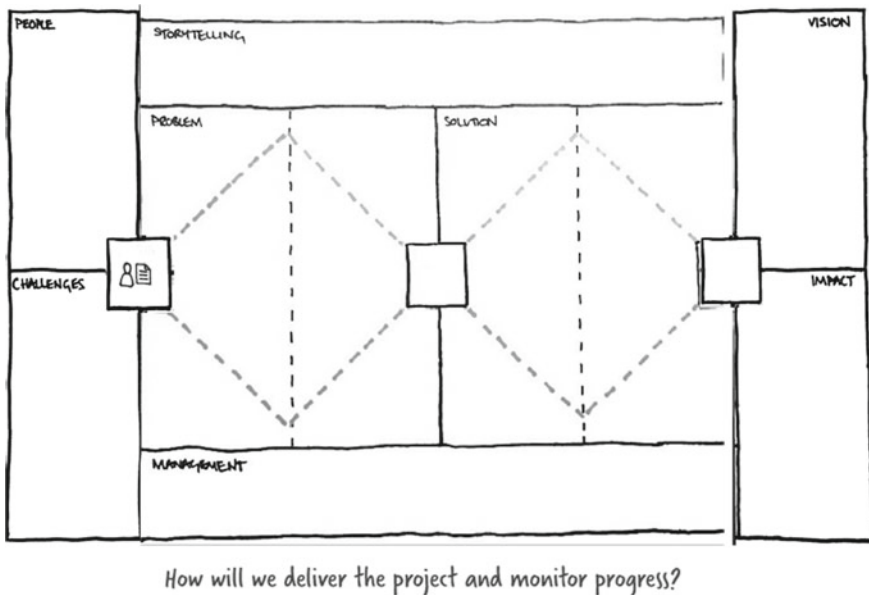 PEOPLE
STORYTELLING
VISION
PROBLEM
SOLUTION
CHALLENGES
IMPACT
MANAGEMENT
How will we deliver the project and monitor progress?